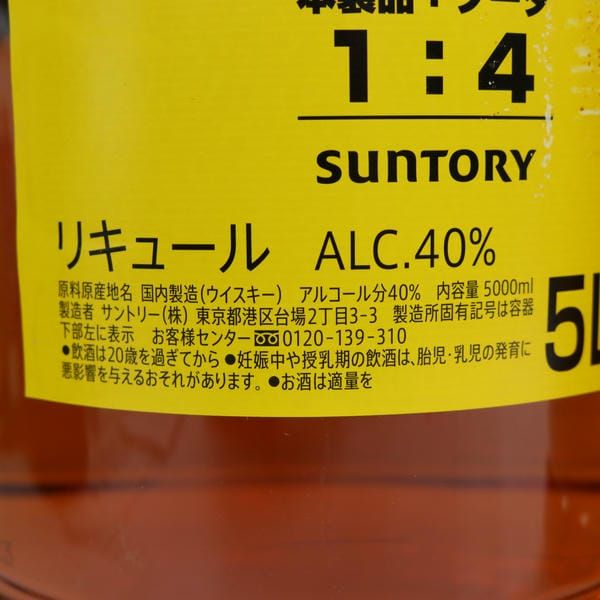 本製品:ソーダ
1:4
SUNTORY
リキュール ALC.40%
原料原産地名 国内製造(ウイスキー) アルコール分40% 内容量 5000ml
製造者 サントリー(株) 東京都港区台場2丁目3-3 製造所固有記号は容器
下部左に表示 お客様センター 0120-139-310
●飲酒は20歳を過ぎてから ●妊娠中や授乳期の飲酒は、胎児・乳児の発育に
悪影響を与えるおそれがあります。 ●お酒は適量を
5L